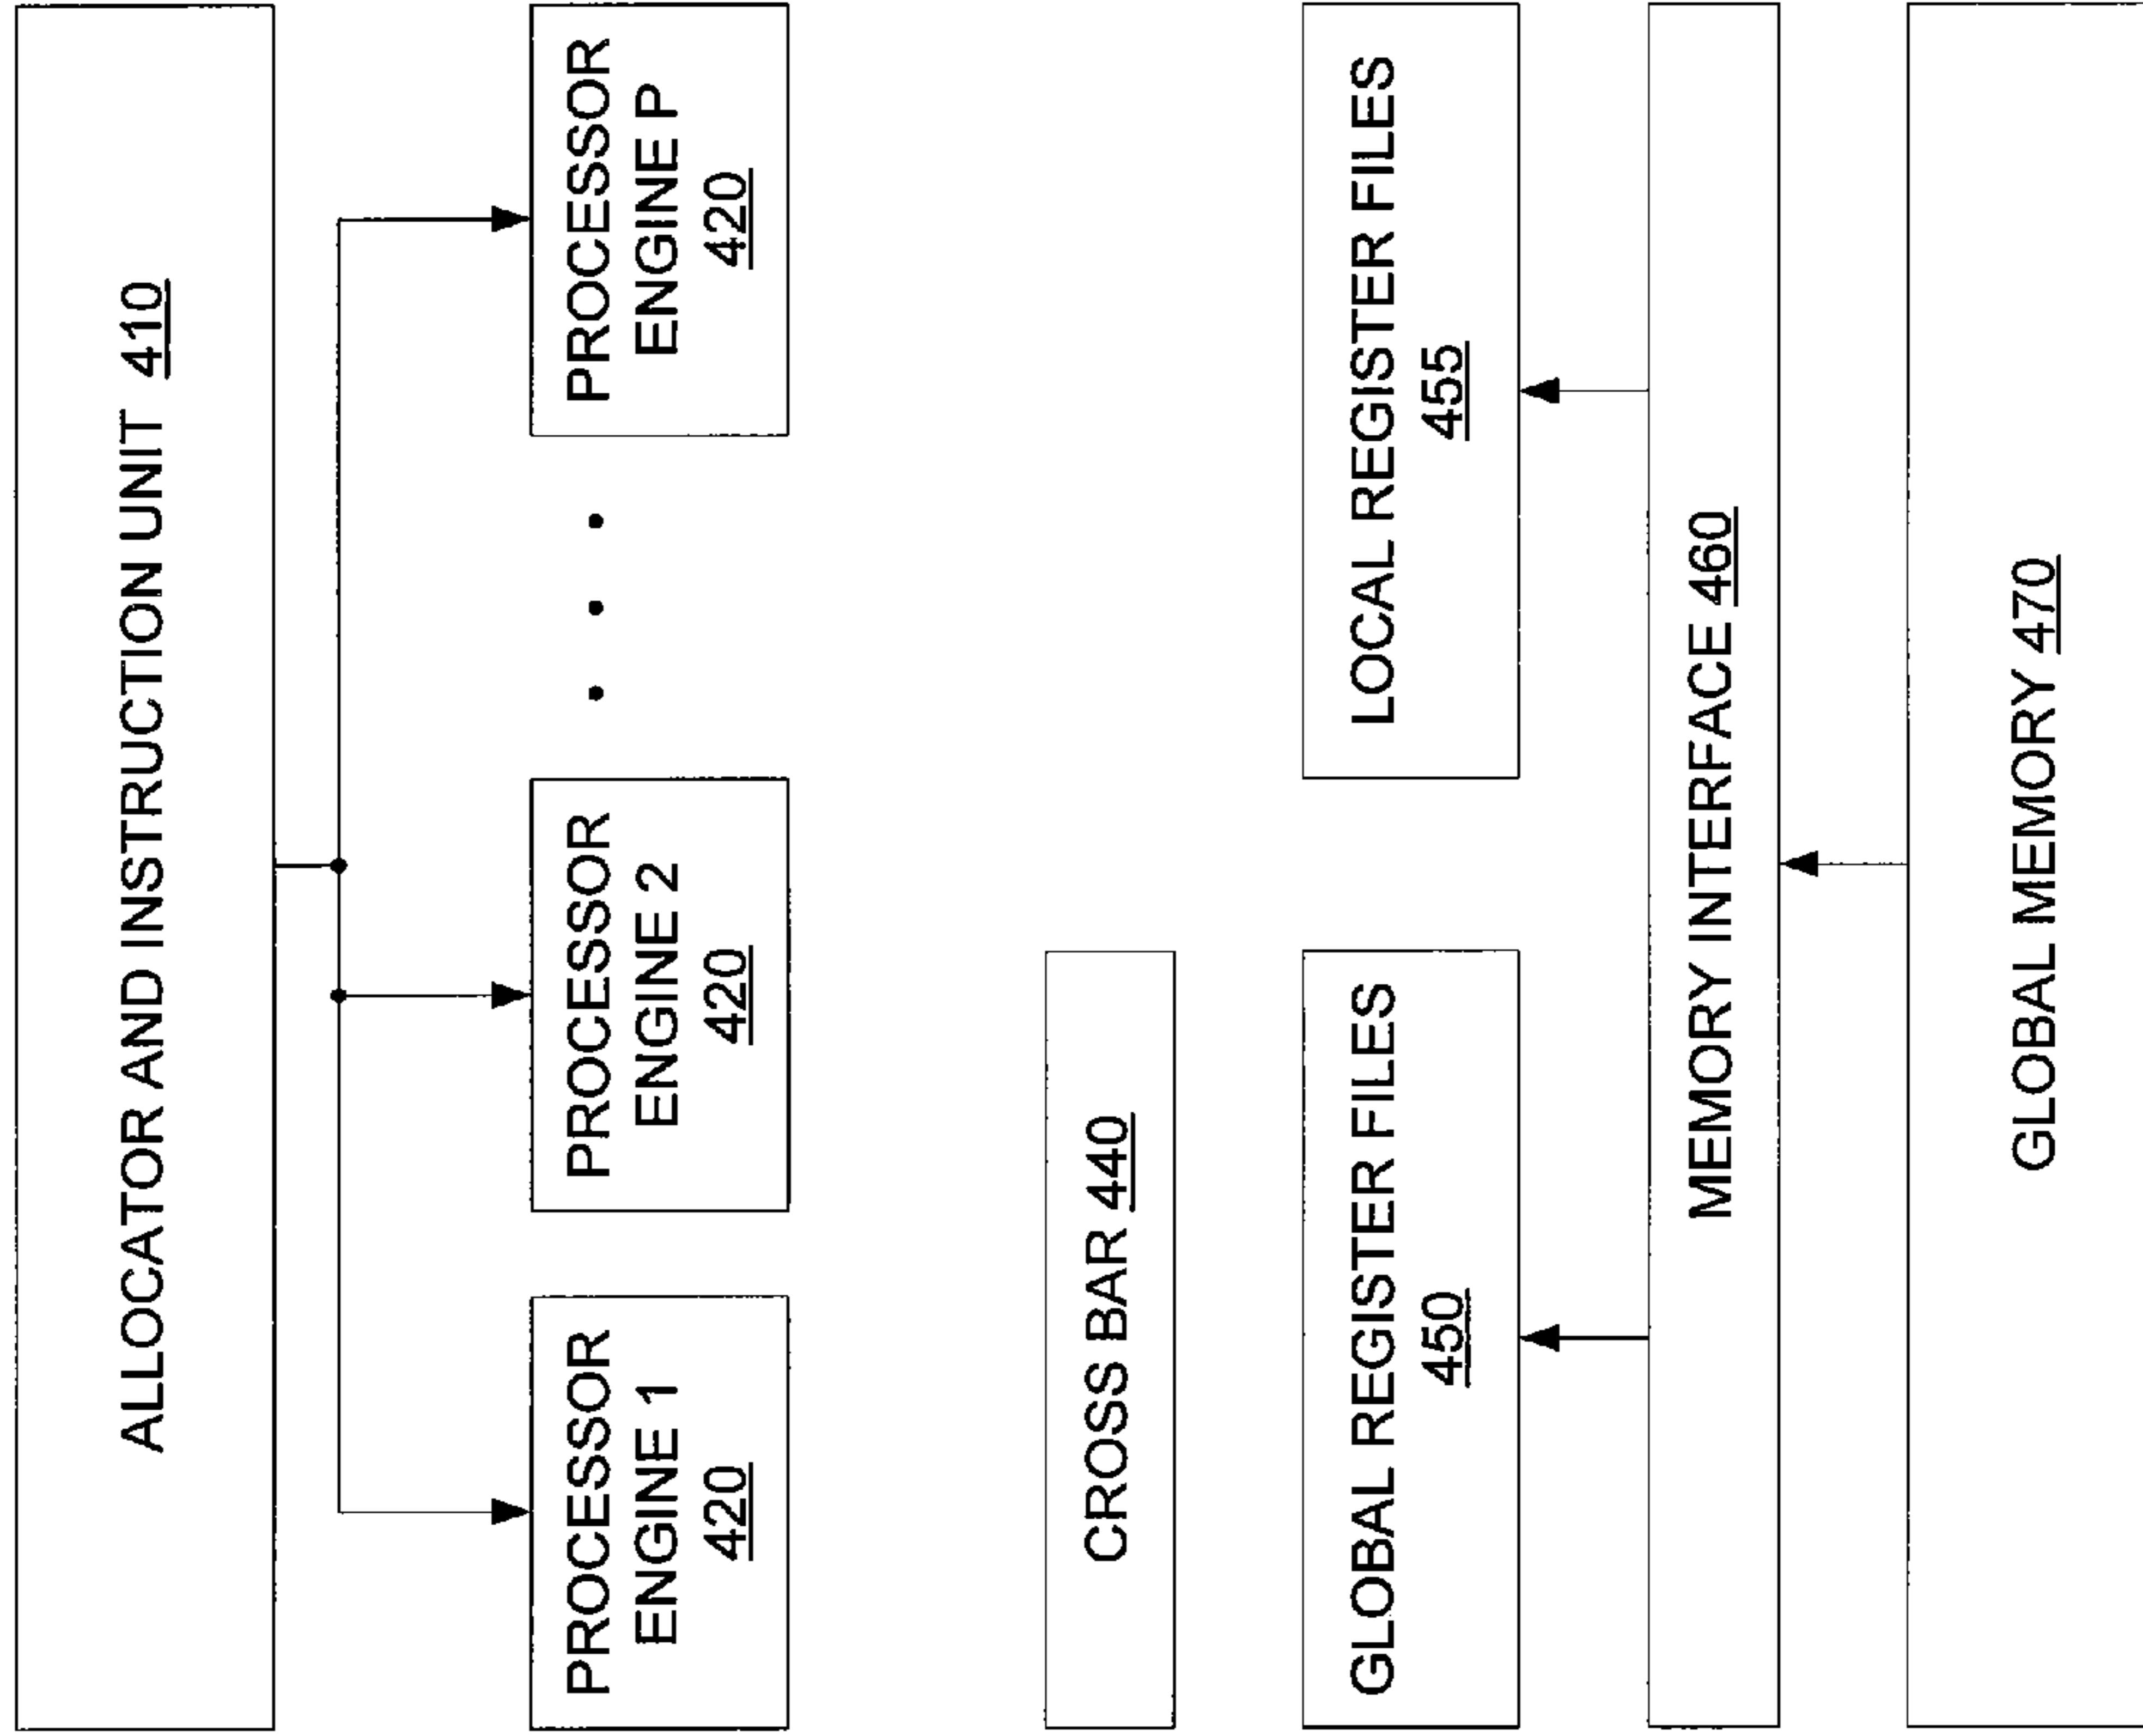 ALLOCATOR AND INSTRUCTION UNIT 410
PROCESSOR
ENGINE 1
420
PROCESSOR
ENGINE 2
420
PROCESSOR
ENGINE P
420
CROSS BAR 440
GLOBAL REGISTER FILES
450
LOCAL REGISTER FILES
455
MEMORY INTERFACE 460
GLOBAL MEMORY 470